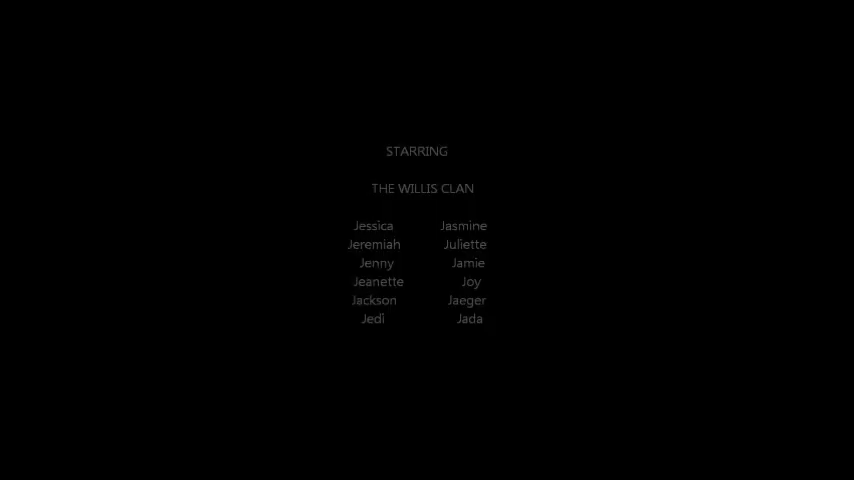 STARRING
THE WILLIS CLAN
Jessica Jasmine
Jeremiah Juliette
Jenny Jamie
Jeanette Joy
Jackson Jaeger
Jedi Jada